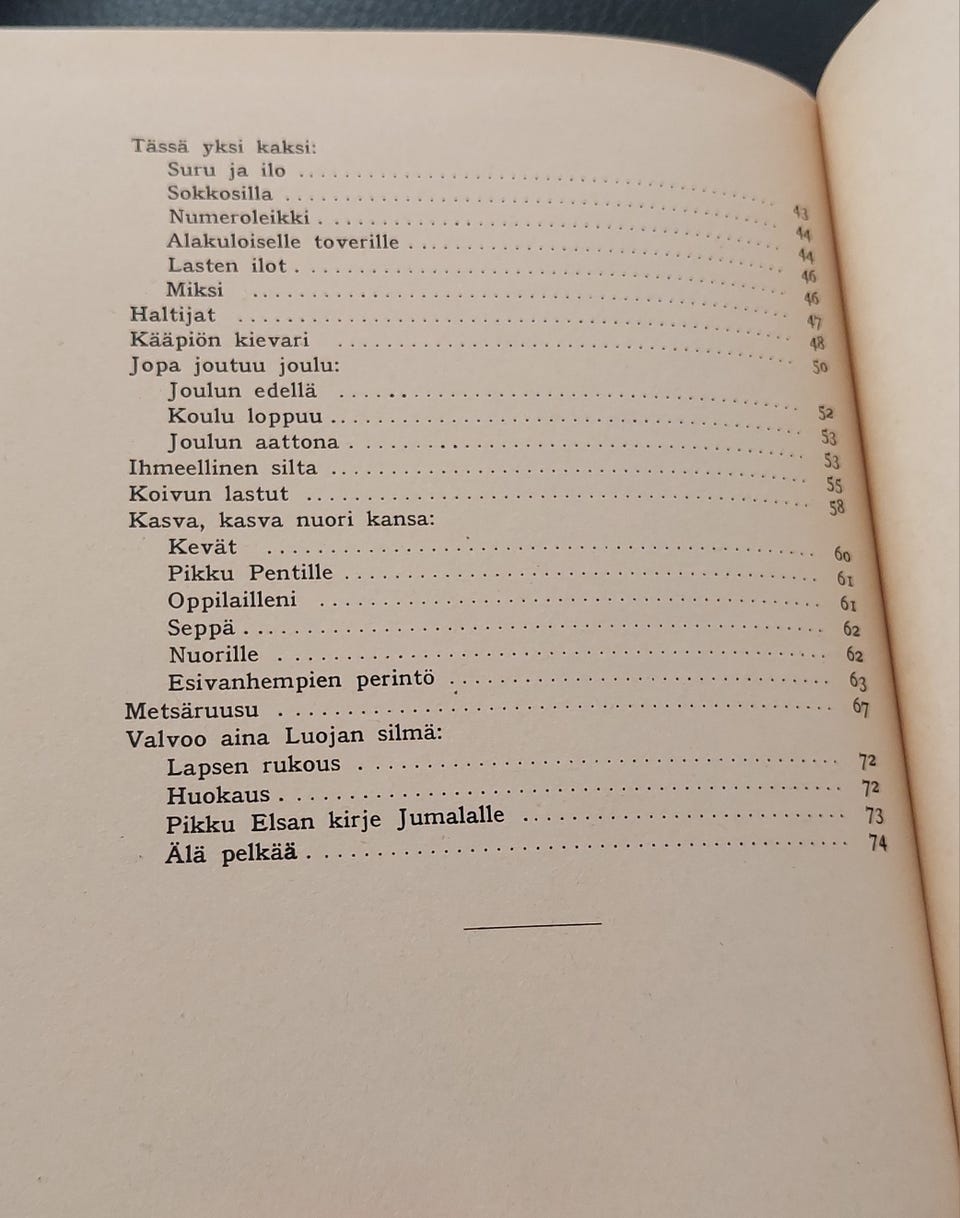 Tässä yksi kaksi:
Suru ja ilo . . . . . . . . . . . . . . . . . . . . 43
Sokkosilla . . . . . . . . . . . . . . . . . . . . 44
Numeroleikki . . . . . . . . . . . . . . . . . . . . 44
Alakuloiselle toverille . . . . . . . . . . . . . . . . . . . . 46
Lasten ilot . . . . . . . . . . . . . . . . . . . . 46
Miksi . . . . . . . . . . . . . . . . . . . . 47
Haltijat . . . . . . . . . . . . . . . . . . . . 48
Kääpiön kievari . . . . . . . . . . . . . . . . . . . . 50
Jopa joutuu joulu:
Joulun edellä . . . . . . . . . . . . . . . . . . . . 52
Koulu loppuu . . . . . . . . . . . . . . . . . . . . 53
Joulun aattona . . . . . . . . . . . . . . . . . . . . 53
Ihmeellinen silta . . . . . . . . . . . . . . . . . . . . 55
Koivun lastut . . . . . . . . . . . . . . . . . . . . 58
Kasva, kasva nuori kansa:
Kevät . . . . . . . . . . . . . . . . . . . . 60
Pikku Pentille . . . . . . . . . . . . . . . . . . . . 61
Oppilailleni . . . . . . . . . . . . . . . . . . . . 61
Seppä . . . . . . . . . . . . . . . . . . . . 62
Nuorille . . . . . . . . . . . . . . . . . . . . 62
Esivanhempien perintö . . . . . . . . . . . . . . . . . . . . 63
Metsäruusu . . . . . . . . . . . . . . . . . . . . 67
Valvoo aina Luojan silmä:
Lapsen rukous . . . . . . . . . . . . . . . . . . . . 72
Huokaus . . . . . . . . . . . . . . . . . . . . 72
Pikku Elsan kirje Jumalalle . . . . . . . . . . . . . . . . . . . . 73
Älä pelkää . . . . . . . . . . . . . . . . . . . . 74